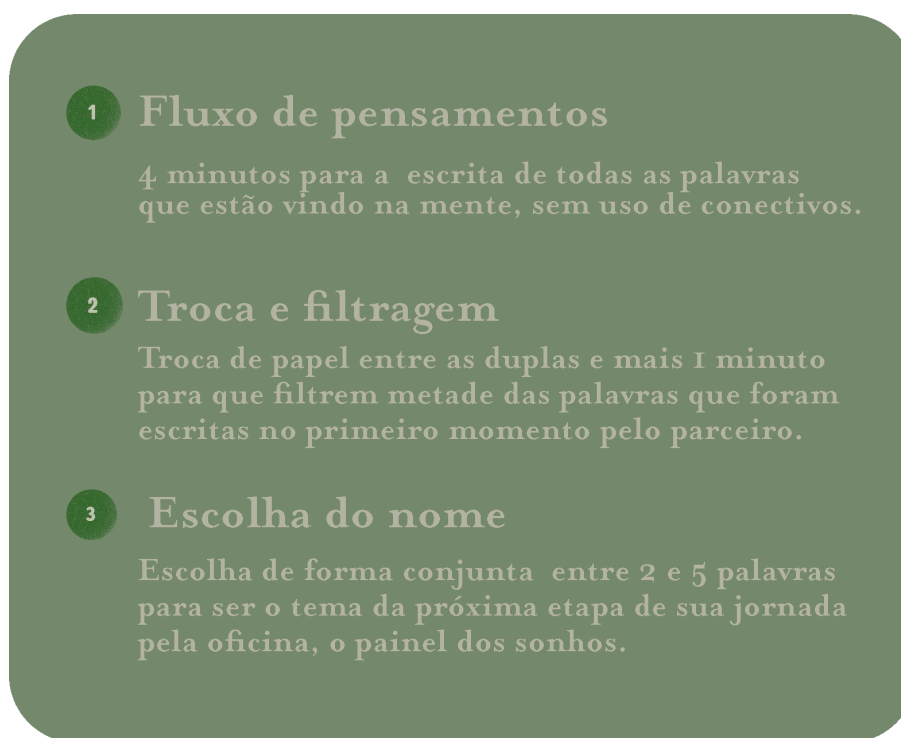 1 Fluxo de pensamentos
4 minutos para a escrita de todas as palavras
que estão vindo na mente, sem uso de conectivos.
2 Troca e filtragem
Troca de papel entre as duplas e mais 1 minuto
para que filtrem metade das palavras que foram
escritas no primeiro momento pelo parceiro.
3 Escolha do nome
Escolha de forma conjunta entre 2 e 5 palavras
para ser o tema da próxima etapa de sua jornada
pela oficina, o painel dos sonhos.